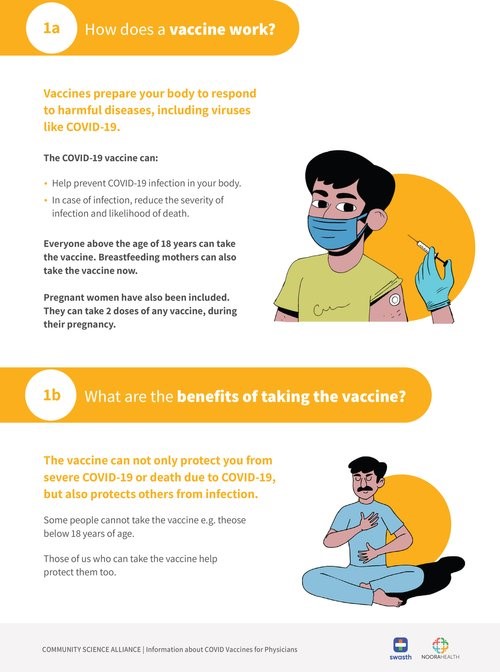 1a How does a vaccine work?
Vaccines prepare your body to respond
to harmful diseases, including viruses
like COVID-19.
The COVID-19 vaccine can:
• Help prevent COVID-19 infection in your body.
• In case of infection, reduce the severity of
infection and likelihood of death.
Everyone above the age of 18 years can take
the vaccine. Breastfeeding mothers can also
take the vaccine now.
Pregnant women have also been included.
They can take 2 doses of any vaccine, during
their pregnancy.
1b What are the benefits of taking the vaccine?
The vaccine can not only protect you from
severe COVID-19 or death due to COVID-19,
but also protects others from infection.
Some people cannot take the vaccine e.g. theose
below 18 years of age.
Those of us who can take the vaccine help
protect them too.
COMMUNITY SCIENCE ALLIANCE | Information about COVID Vaccines for Physicians
swasth
NOORAHEALTH